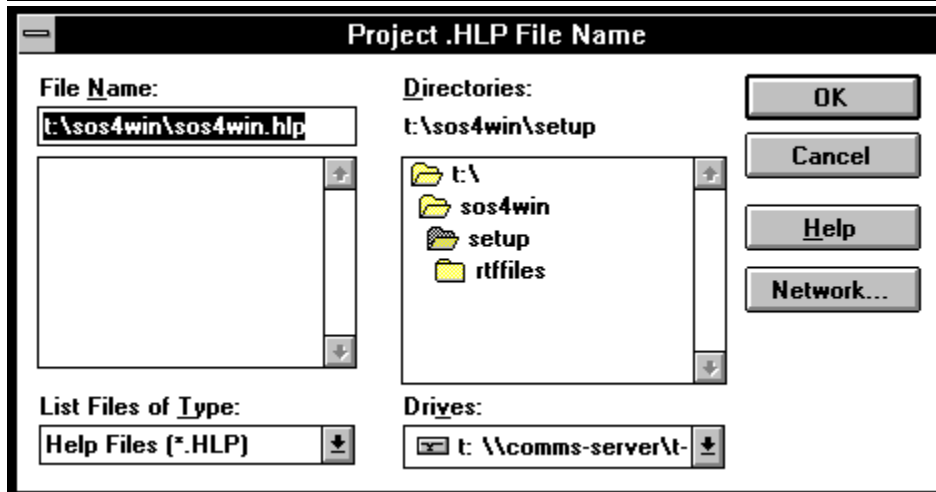 Project .HLP File Name
File Name:
t:\sos4win\sos4win.hlp
List Files of Type:
Help Files (*.HLP)
Directories:
t:\sos4win\setup
t:\
sos4win
setup
rtffiles
Drives:
t: \\comms-server\t-
OK
Cancel
Help
Network...